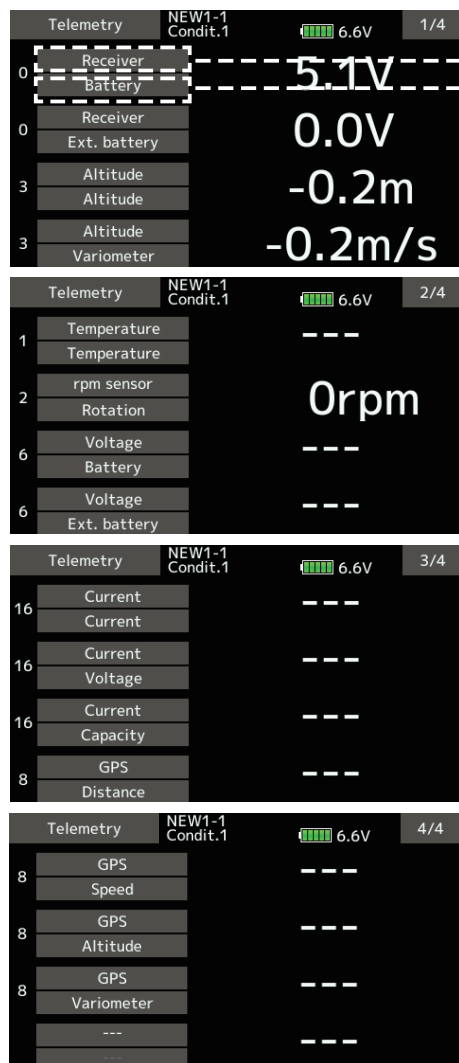 Telemetry NEW1-1 Condit.1 6.6V 1/4
0 Receiver Battery 5.1V
0 Receiver Ext. battery 0.0V
3 Altitude Altitude -0.2m
3 Altitude Variometer -0.2m/s
Telemetry NEW1-1 Condit.1 6.6V 2/4
1 Temperature Temperature ---
2 rpm sensor Rotation 0rpm
6 Voltage Battery ---
6 Voltage Ext. battery ---
Telemetry NEW1-1 Condit.1 6.6V 3/4
16 Current Current ---
16 Current Voltage ---
16 Current Capacity ---
8 GPS Distance ---
Telemetry NEW1-1 Condit.1 6.6V 4/4
8 GPS Speed ---
8 GPS Altitude ---
8 GPS Variometer ---
--- --- ---